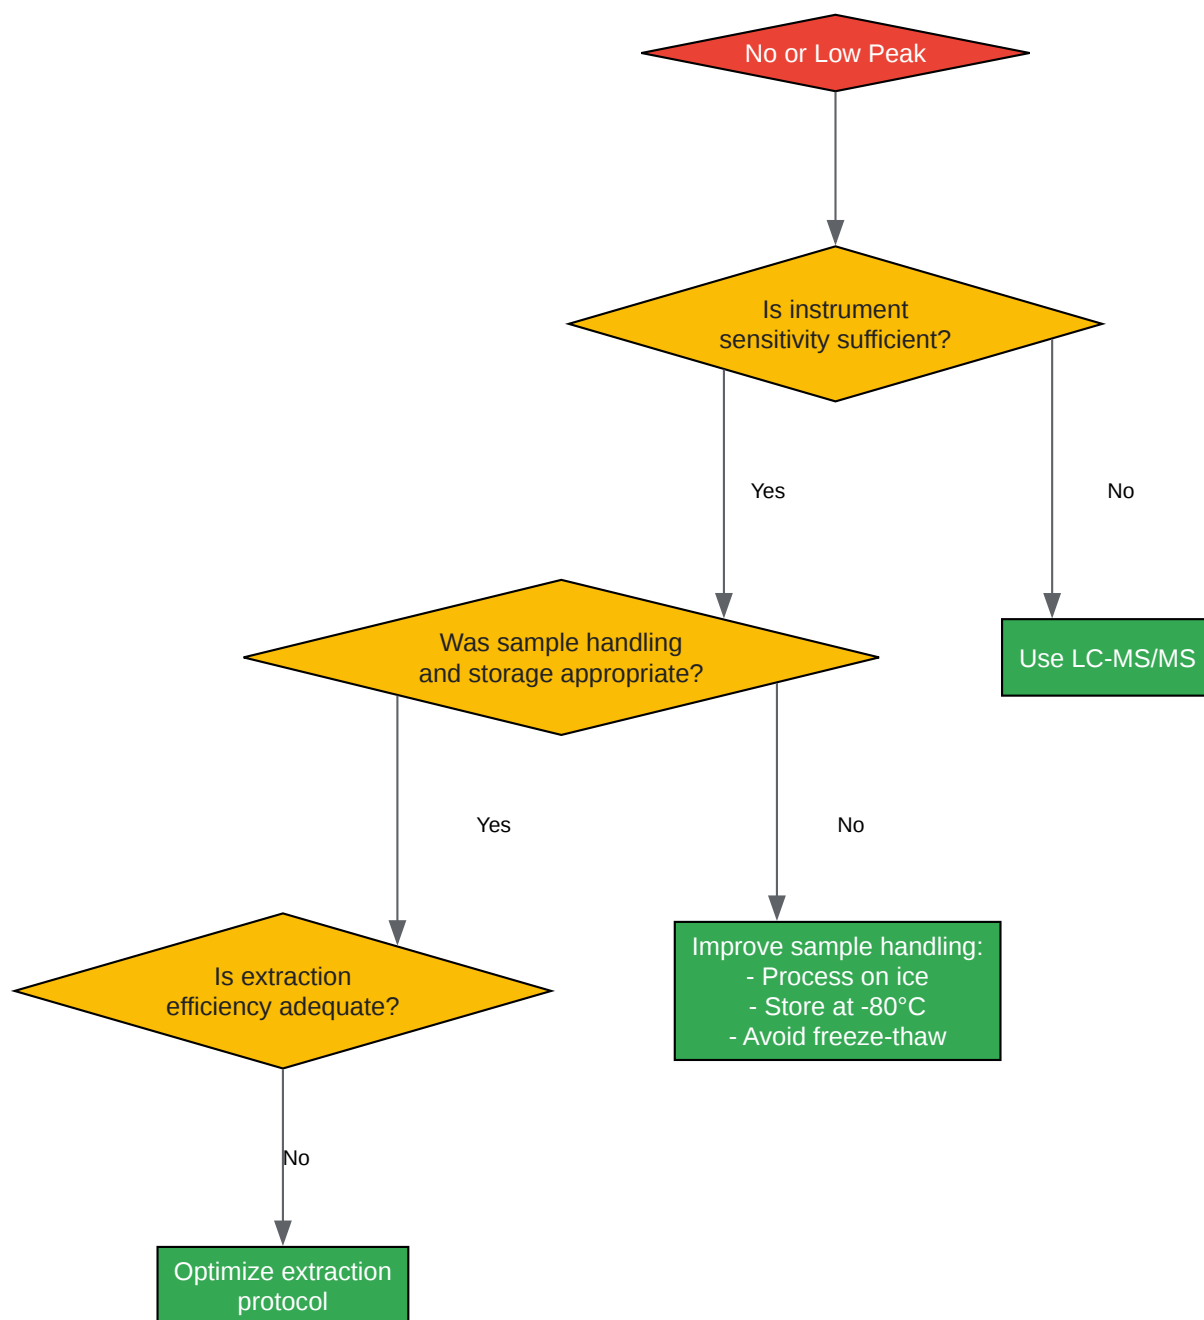 No or Low Peak
Is instrument
sensitivity sufficient?
Yes
No
Was sample handling
and storage appropriate?
Use LC-MS/MS
Yes
No
Is extraction
efficiency adequate?
Improve sample handling:
- Process on ice
- Store at -80°C
- Avoid freeze-thaw
No
Optimize extraction
protocol